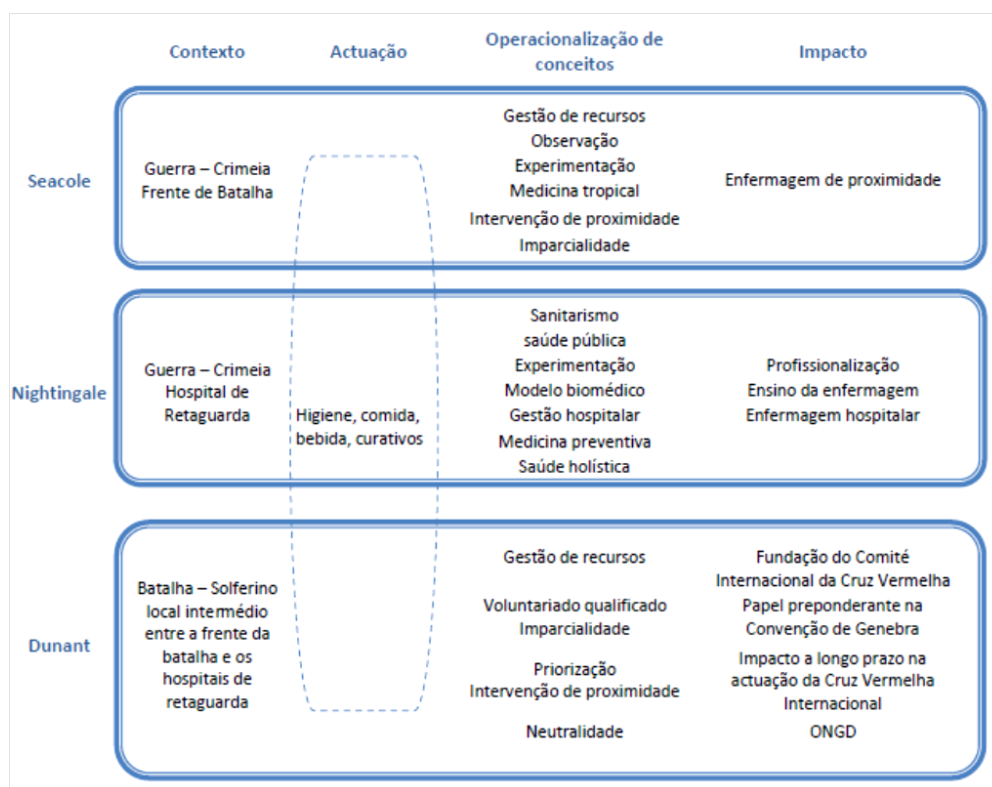 Contexto
Actuação
Operacionalização de
conceitos
Impacto
Seacole
Guerra – Crimeia
Frente de Batalha
Gestão de recursos
Observação
Experimentação
Medicina tropical
Intervenção de proximidade
Imparcialidade
Enfermagem de proximidade
Nightingale
Guerra – Crimeia
Hospital de
Retaguarda
Higiene, comida,
bebida, curativos
Sanitarismo
saúde pública
Experimentação
Modelo biomédico
Gestão hospitalar
Medicina preventiva
Saúde holística
Profissionalização
Ensino da enfermagem
Enfermagem hospitalar
Dunant
Batalha – Solferino
local intermédio
entre a frente da
batalha e os
hospitais de
retaguarda
Gestão de recursos
Voluntariado qualificado
Imparcialidade
Priorização
Intervenção de proximidade
Neutralidade
Fundação do Comité
Internacional da Cruz Vermelha
Papel preponderante na
Convenção de Genebra
Impacto a longo prazo na
actuação da Cruz Vermelha
Internacional
ONGD